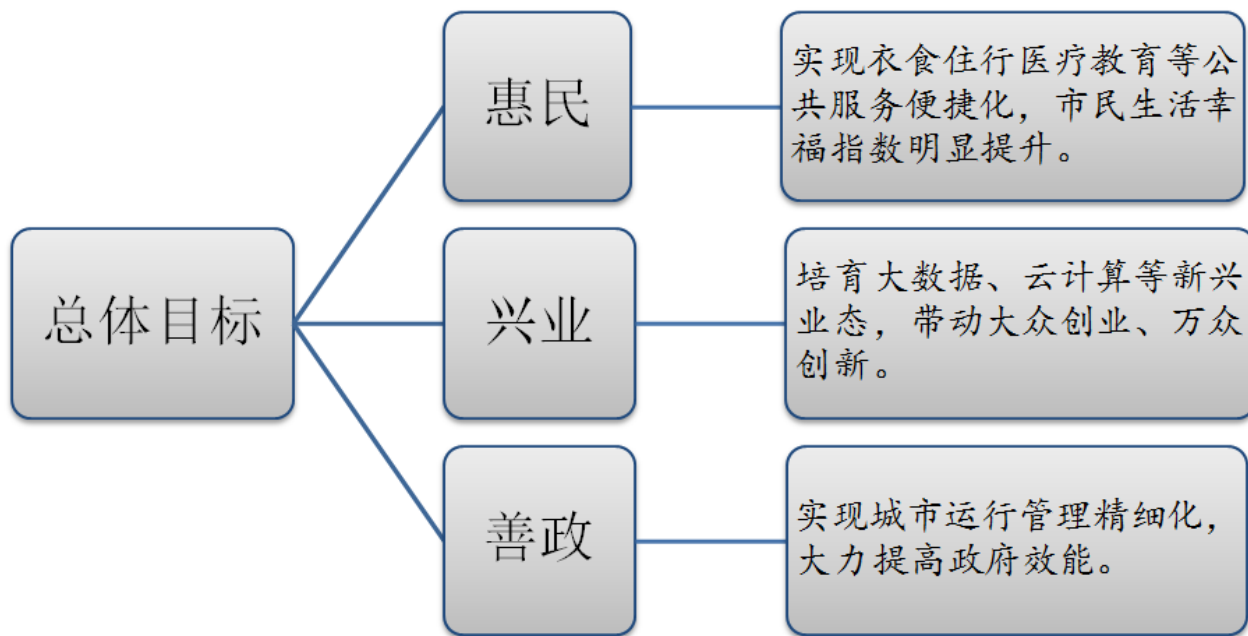 总体目标
惠民
实现衣食住行医疗教育等公
共服务便捷化，市民生活幸
福指数明显提升。
兴业
培育大数据、云计算等新兴
业态，带动大众创业、万众
创新。
善政
实现城市运行管理精细化，
大力提高政府效能。